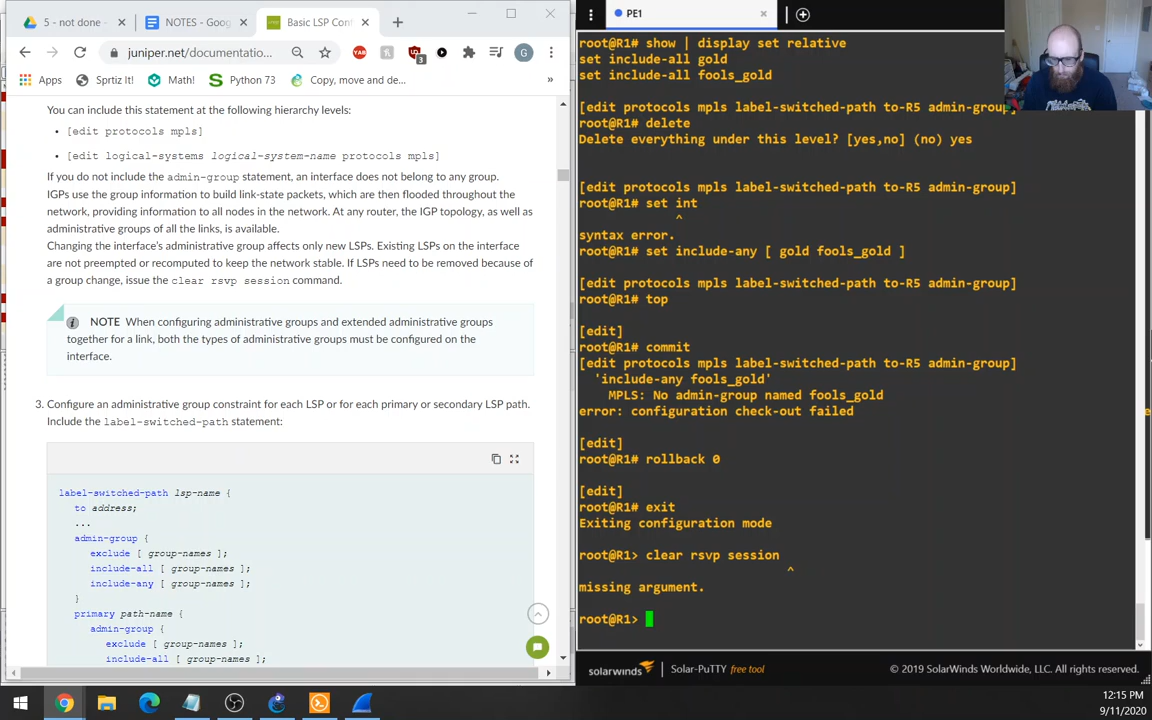 5 - not done -
NOTES - Goog
Basic LSP Conf
juniper.net/documentatio...
G
Apps
Sprtiz It!
Math!
Python 73
Copy, move and de...
»
You can include this statement at the following hierarchy levels:
• [edit protocols mpls]
• [edit logical-systems logical-system-name protocols mpls]
If you do not include the admin-group statement, an interface does not belong to any group.
IGPs use the group information to build link-state packets, which are then flooded throughout the
network, providing information to all nodes in the network. At any router, the IGP topology, as well as
administrative groups of all the links, is available.
Changing the interface's administrative group affects only new LSPs. Existing LSPs on the interface
are not preempted or recomputed to keep the network stable. If LSPs need to be removed because of
a group change, issue the clear rsvp session command.
NOTE When configuring administrative groups and extended administrative groups
together for a link, both the types of administrative groups must be configured on the
interface.
3. Configure an administrative group constraint for each LSP or for each primary or secondary LSP path.
Include the label-switched-path statement:
label-switched-path lsp-name {
to address;
...
admin-group {
exclude [ group-names ];
include-all [ group-names ];
include-any [ group-names ];
}
primary path-name {
admin-group {
exclude [ group-names ];
include-all [ group-names ];
PE1
root@R1# show | display set relative
set include-all gold
set include-all fools_gold
[edit protocols mpls label-switched-path to-R5 admin-group]
root@R1# delete
Delete everything under this level? [yes,no] (no) yes
[edit protocols mpls label-switched-path to-R5 admin-group]
root@R1# set int
^
syntax error.
root@R1# set include-any [ gold fools_gold ]
[edit protocols mpls label-switched-path to-R5 admin-group]
root@R1# top
[edit]
root@R1# commit
[edit protocols mpls label-switched-path to-R5 admin-group]
'include-any fools_gold'
MPLS: No admin-group named fools_gold
error: configuration check-out failed
[edit]
root@R1# rollback 0
[edit]
root@R1# exit
Exiting configuration mode
root@R1> clear rsvp session
^
missing argument.
root@R1>
solarwinds
Solar-PuTTY free tool
© 2019 SolarWinds Worldwide, LLC. All rights reserved.
12:15 PM
9/11/2020